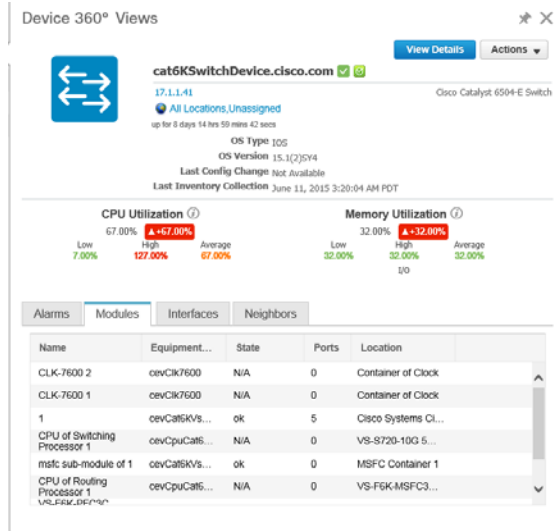 Device 360° Views
View Details Actions
cat6KSwitchDevice.cisco.com
17.1.1.41 Cisco Catalyst 6504-E Switch
All Locations,Unassigned
up for 8 days 14 hrs 59 mins 42 secs
OS Type IOS
OS Version 15.1(2)SY4
Last Config Change Not Available
Last Inventory Collection June 11, 2015 3:20:04 AM PDT
CPU Utilization Memory Utilization
67.00% ▲+67.00% 32.00% ▲+32.00%
Low High Average Low High Average
7.00% 127.00% 67.00% 32.00% 32.00% 32.00%
I/O
Alarms Modules Interfaces Neighbors
Name Equipment... State Ports Location
CLK-7600 2 cevClk7600 N/A 0 Container of Clock
CLK-7600 1 cevClk7600 N/A 0 Container of Clock
1 cevCat6kVs... ok 5 Cisco Systems Ci...
CPU of Switching
Processor 1 cevCpuCat6... N/A 0 VS-S720-10G 5...
msfc sub-module of 1 cevCat6kVs... ok 0 MSFC Container 1
CPU of Routing
Processor 1 cevCpuCat6... N/A 0 VS-F6K-MSFC3...